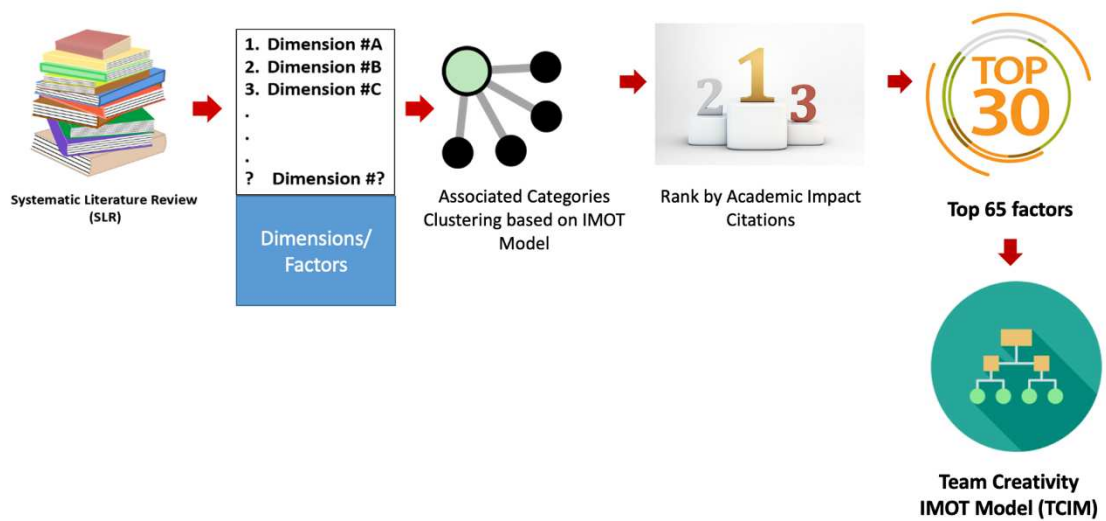 Systematic Literature Review
(SLR)
1. Dimension #A
2. Dimension #B
3. Dimension #C
.
.
.
? Dimension #?
Dimensions/
Factors
Associated Categories
Clustering based on IMOT
Model
2 1 3
Rank by Academic Impact
Citations
TOP
30
Top 65 factors
Team Creativity
IMOT Model (TCIM)